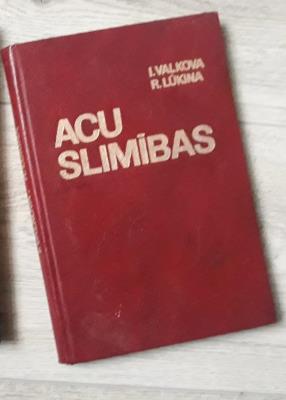 I. VALKOVA
R. LŪKINA
ACU
SLIMĪBAS